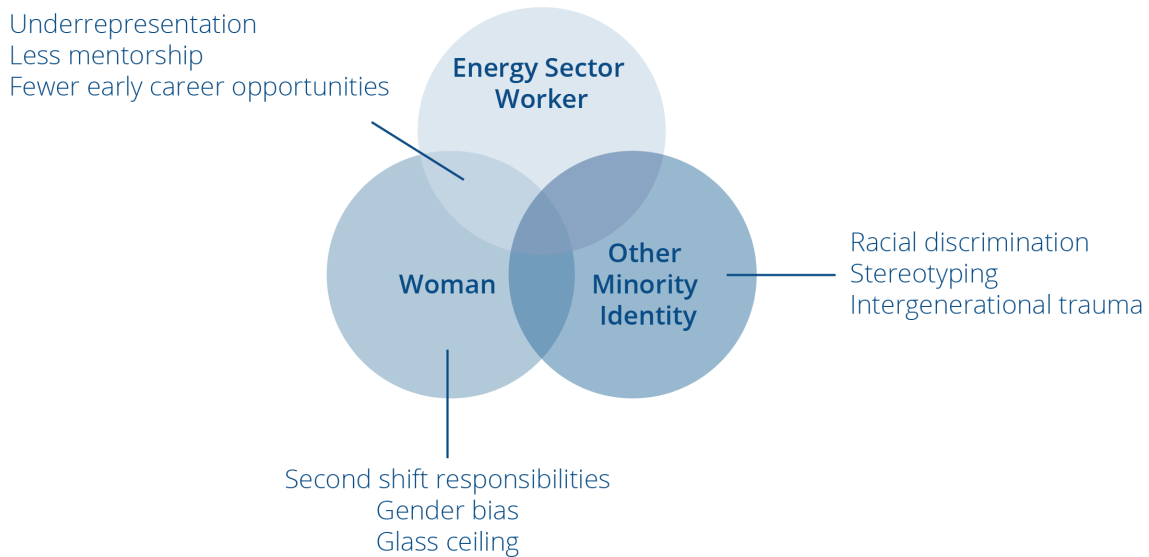 Underrepresentation
Less mentorship
Fewer early career opportunities
Energy Sector
Worker
Woman
Other
Minority
Identity
Racial discrimination
Stereotyping
Intergenerational trauma
Second shift responsibilities
Gender bias
Glass ceiling